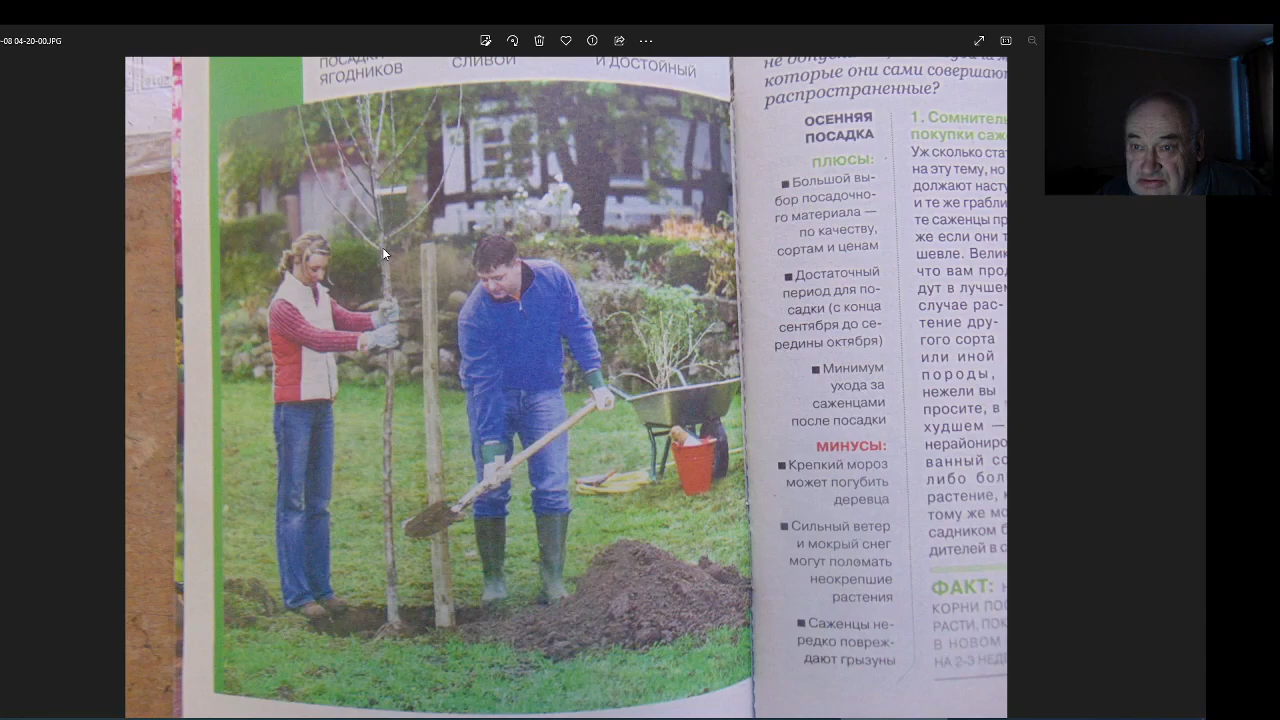 -08 04-20-00.JPG
ЯГОДНИКОВ
СЛИВОЙ
И ДОСТОЙНЫЙ
которые они сами совершают
распространенные?
ОСЕННЯЯ
ПОСАДКА
ПЛЮСЫ:
■ Большой вы-
бор посадочно-
го материала —
по качеству,
сортам и ценам
■ Достаточный
период для по-
садки (с конца
сентября до се-
редины октября)
■ Минимум
ухода за
саженцами
после посадки
МИНУСЫ:
■ Крепкий мороз
может погубить
деревца
■ Сильный ветер
и мокрый снег
могут поломать
неокрепшие
растения
■ Саженцы не-
редко повреж-
дают грызуны
1. Сомнитель
покупки саж
Уж сколько ста
на эту тему, но
должают насту
и те же грабли
те саженцы пр
же если они т
шевле. Велик
что вам прод
дут в лучшем
случае рас-
тение дру-
гого сорта
или иной
породы,
нежели вы
просите, в
худшем —
нерайониро
ванный со
либо бол
растение,
тому же мо
садником б
дителей в с
ФАКТ:
КОРНИ ПО
РАСТИ, ПОК
В НОВОМ
НА 2-3 НЕД